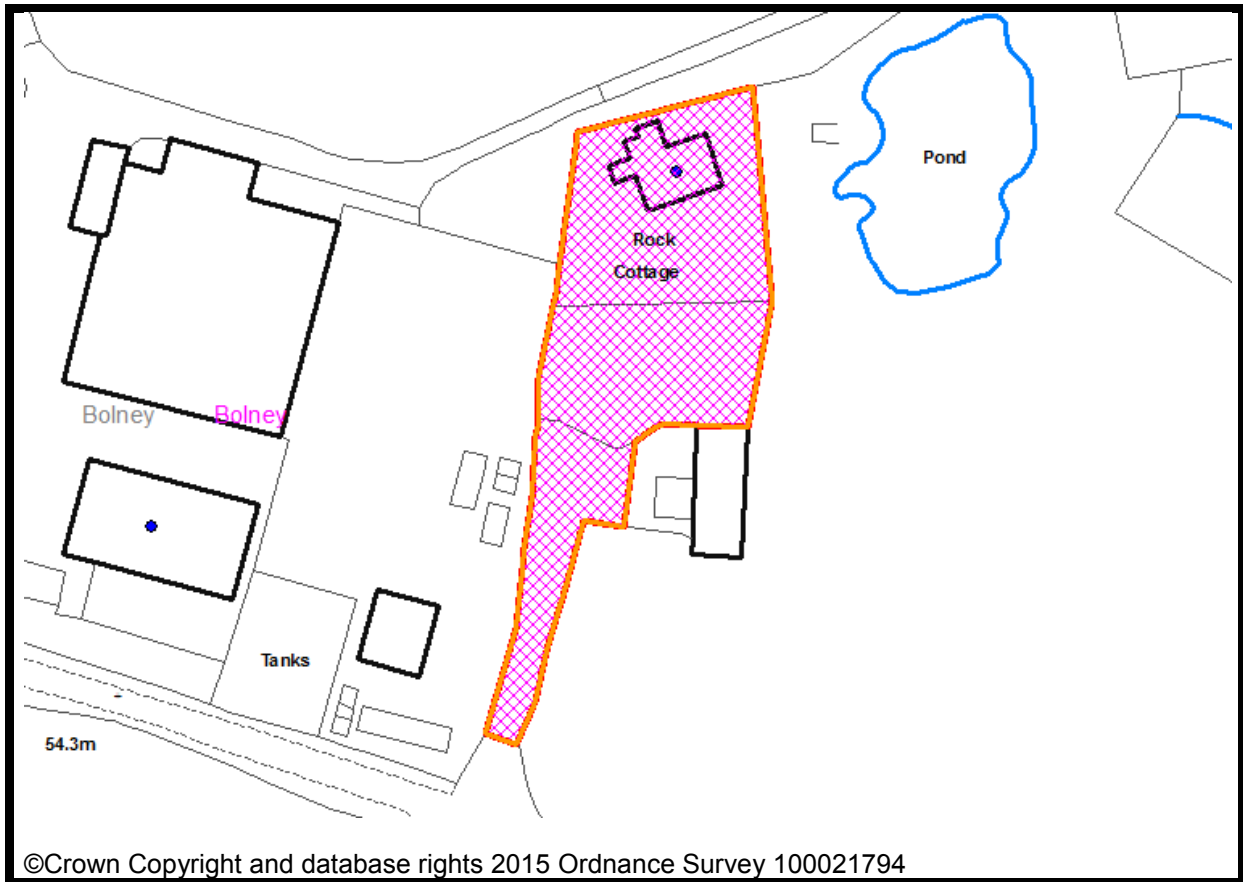 Pond
Rock
Cottage
Bolney
Bolney
Tanks
54.3m
©Crown Copyright and database rights 2015 Ordnance Survey 100021794